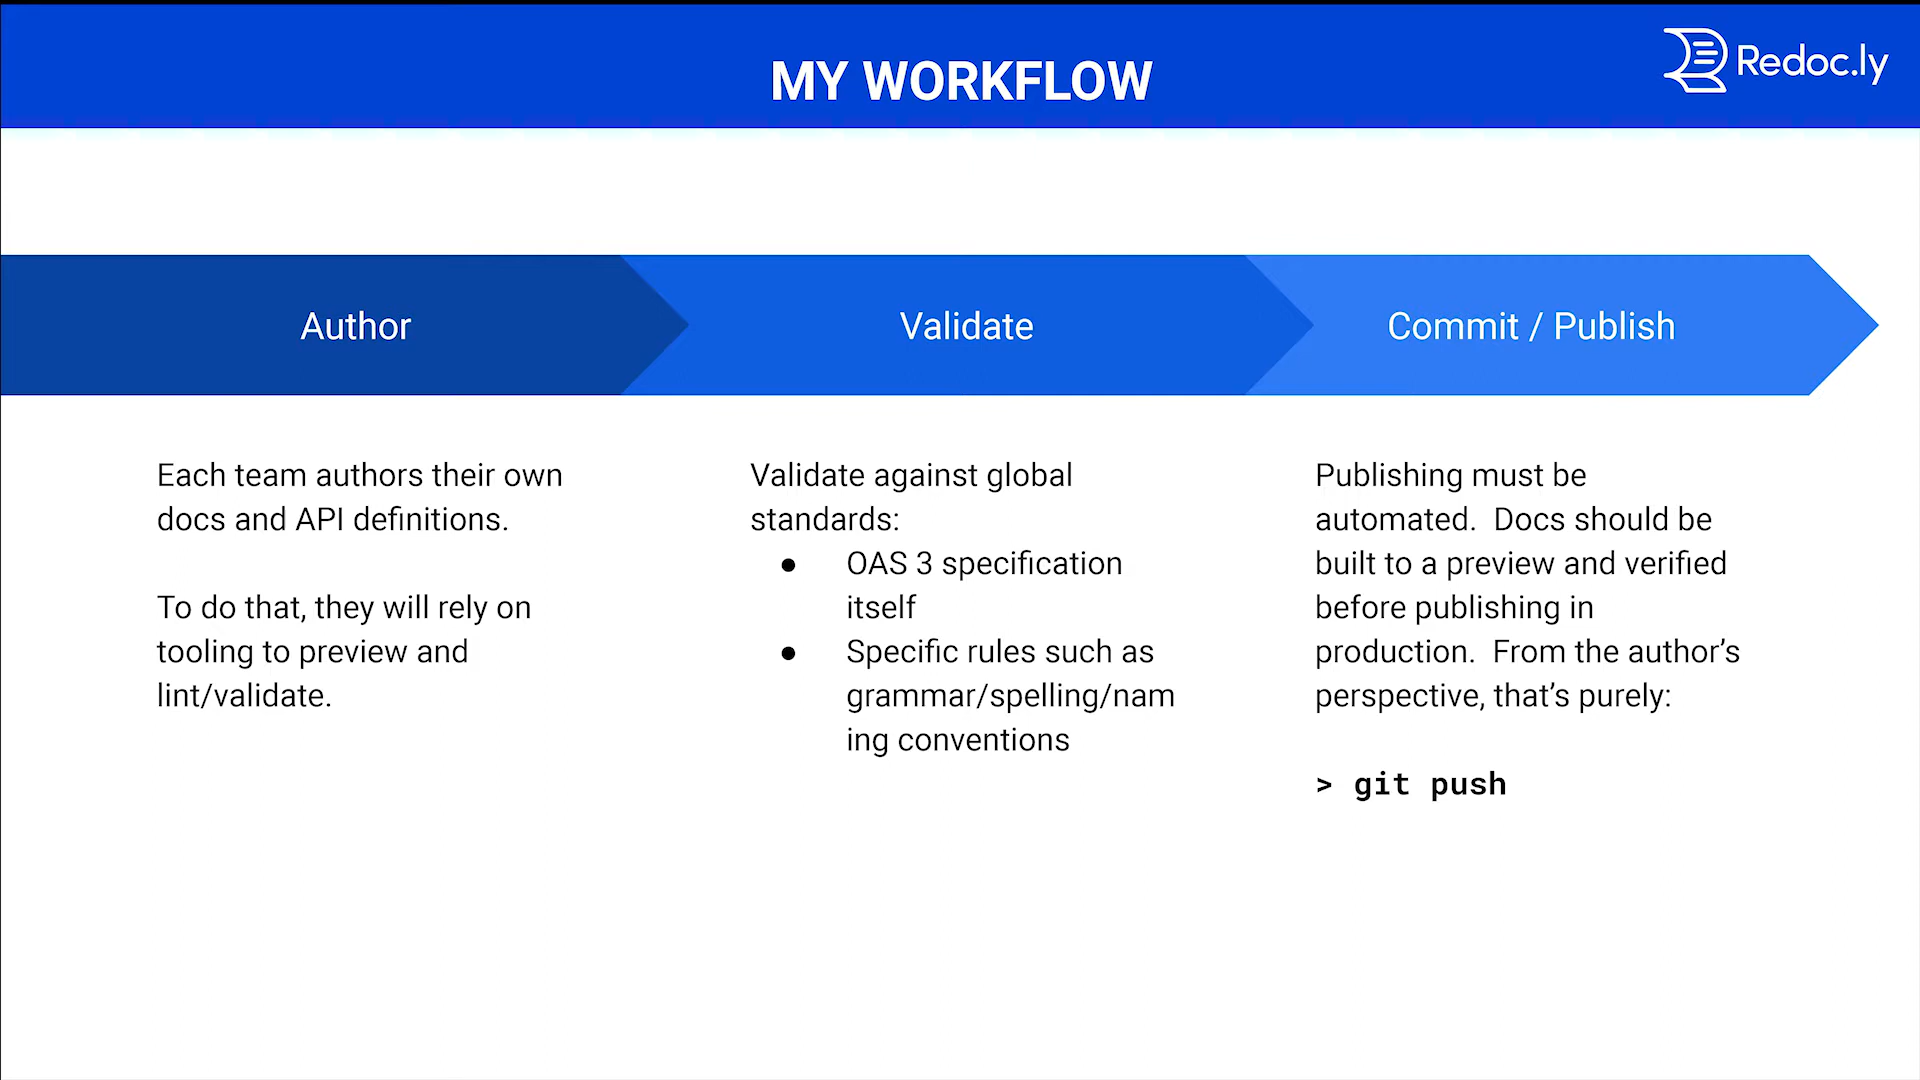 MY WORKFLOW
Redoc.ly
Author
Validate
Commit / Publish
Each team authors their own
docs and API definitions.
To do that, they will rely on
tooling to preview and
lint/validate.
Validate against global
standards:
● OAS 3 specification
itself
● Specific rules such as
grammar/spelling/nam
ing conventions
Publishing must be
automated.  Docs should be
built to a preview and verified
before publishing in
production.  From the author’s
perspective, that’s purely:
> git push